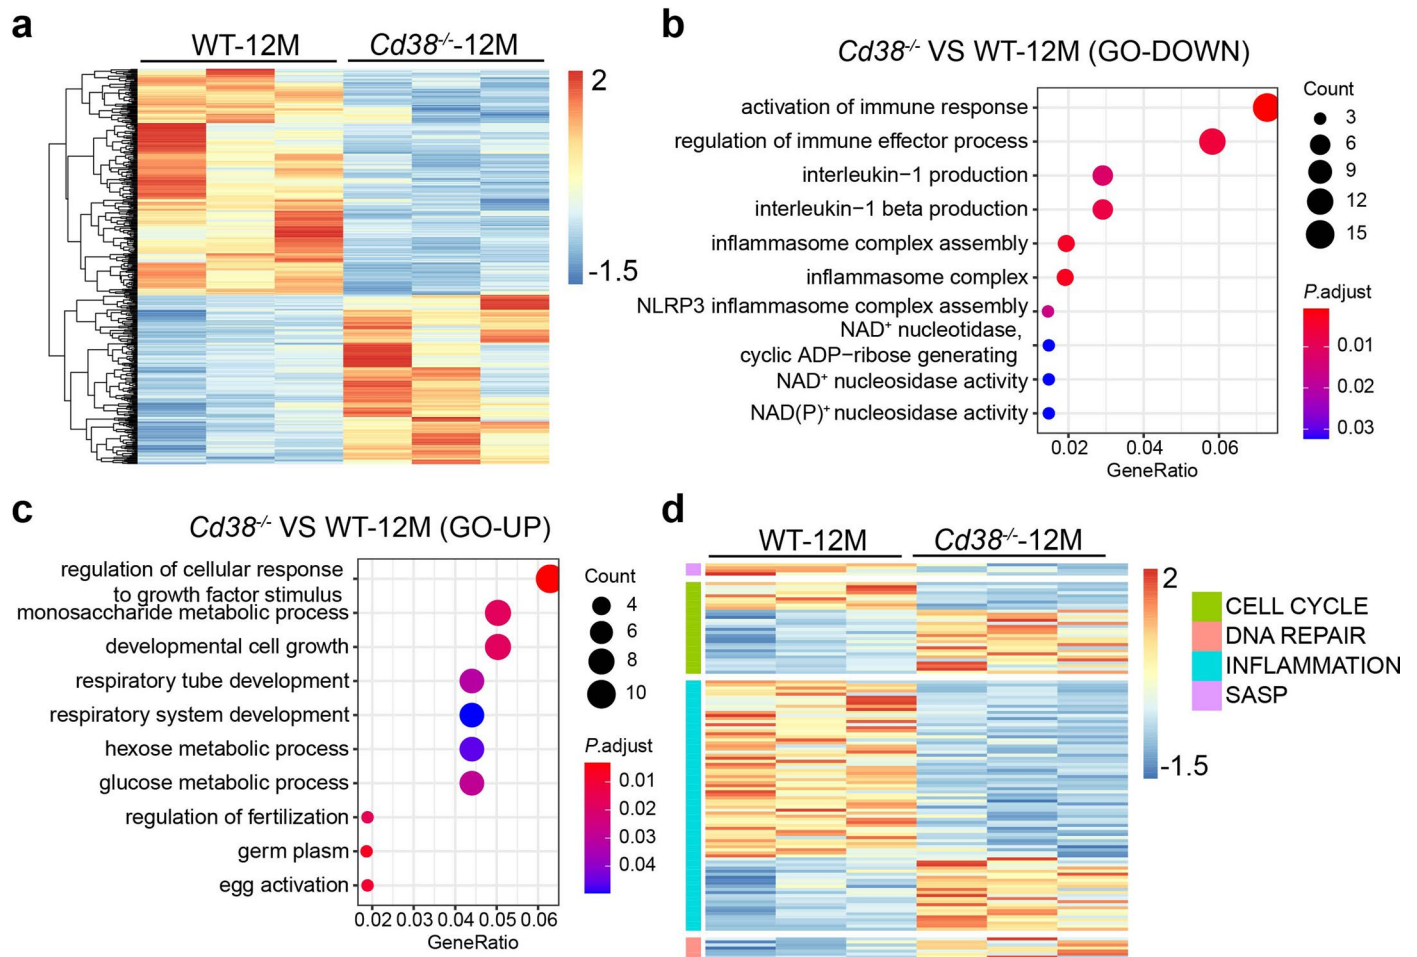 a
WT-12M
Cd38-/--12M
2
-1.5
b
Cd38-/- VS WT-12M (GO-DOWN)
activation of immune response
regulation of immune effector process
interleukin−1 production
interleukin−1 beta production
inflammasome complex assembly
inflammasome complex
NLRP3 inflammasome complex assembly
NAD+ nucleotidase,
cyclic ADP−ribose generating
NAD+ nucleosidase activity
NAD(P)+ nucleosidase activity
0.02
0.04
0.06
GeneRatio
Count
3
6
9
12
15
P.adjust
0.01
0.02
0.03
c
Cd38-/- VS WT-12M (GO-UP)
regulation of cellular response
to growth factor stimulus
monosaccharide metabolic process
developmental cell growth
respiratory tube development
respiratory system development
hexose metabolic process
glucose metabolic process
regulation of fertilization
germ plasm
egg activation
0.02 0.03 0.04 0.05 0.06
GeneRatio
Count
4
6
8
10
P.adjust
0.01
0.02
0.03
0.04
d
WT-12M
Cd38-/--12M
2
-1.5
CELL CYCLE
DNA REPAIR
INFLAMMATION
SASP